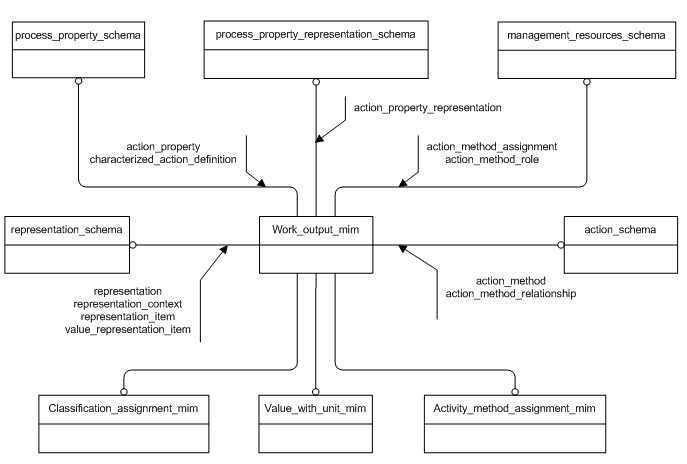 process_property_schema
process_property_representation_schema
management_resources_schema
action_property_representation
action_property
characterized_action_definition
action_method_assignment
action_method_role
representation_schema
Work_output_mim
action_schema
representation
representation_context
representation_item
value_representation_item
action_method
action_method_relationship
Classification_assignment_mim
Value_with_unit_mim
Activity_method_assignment_mim